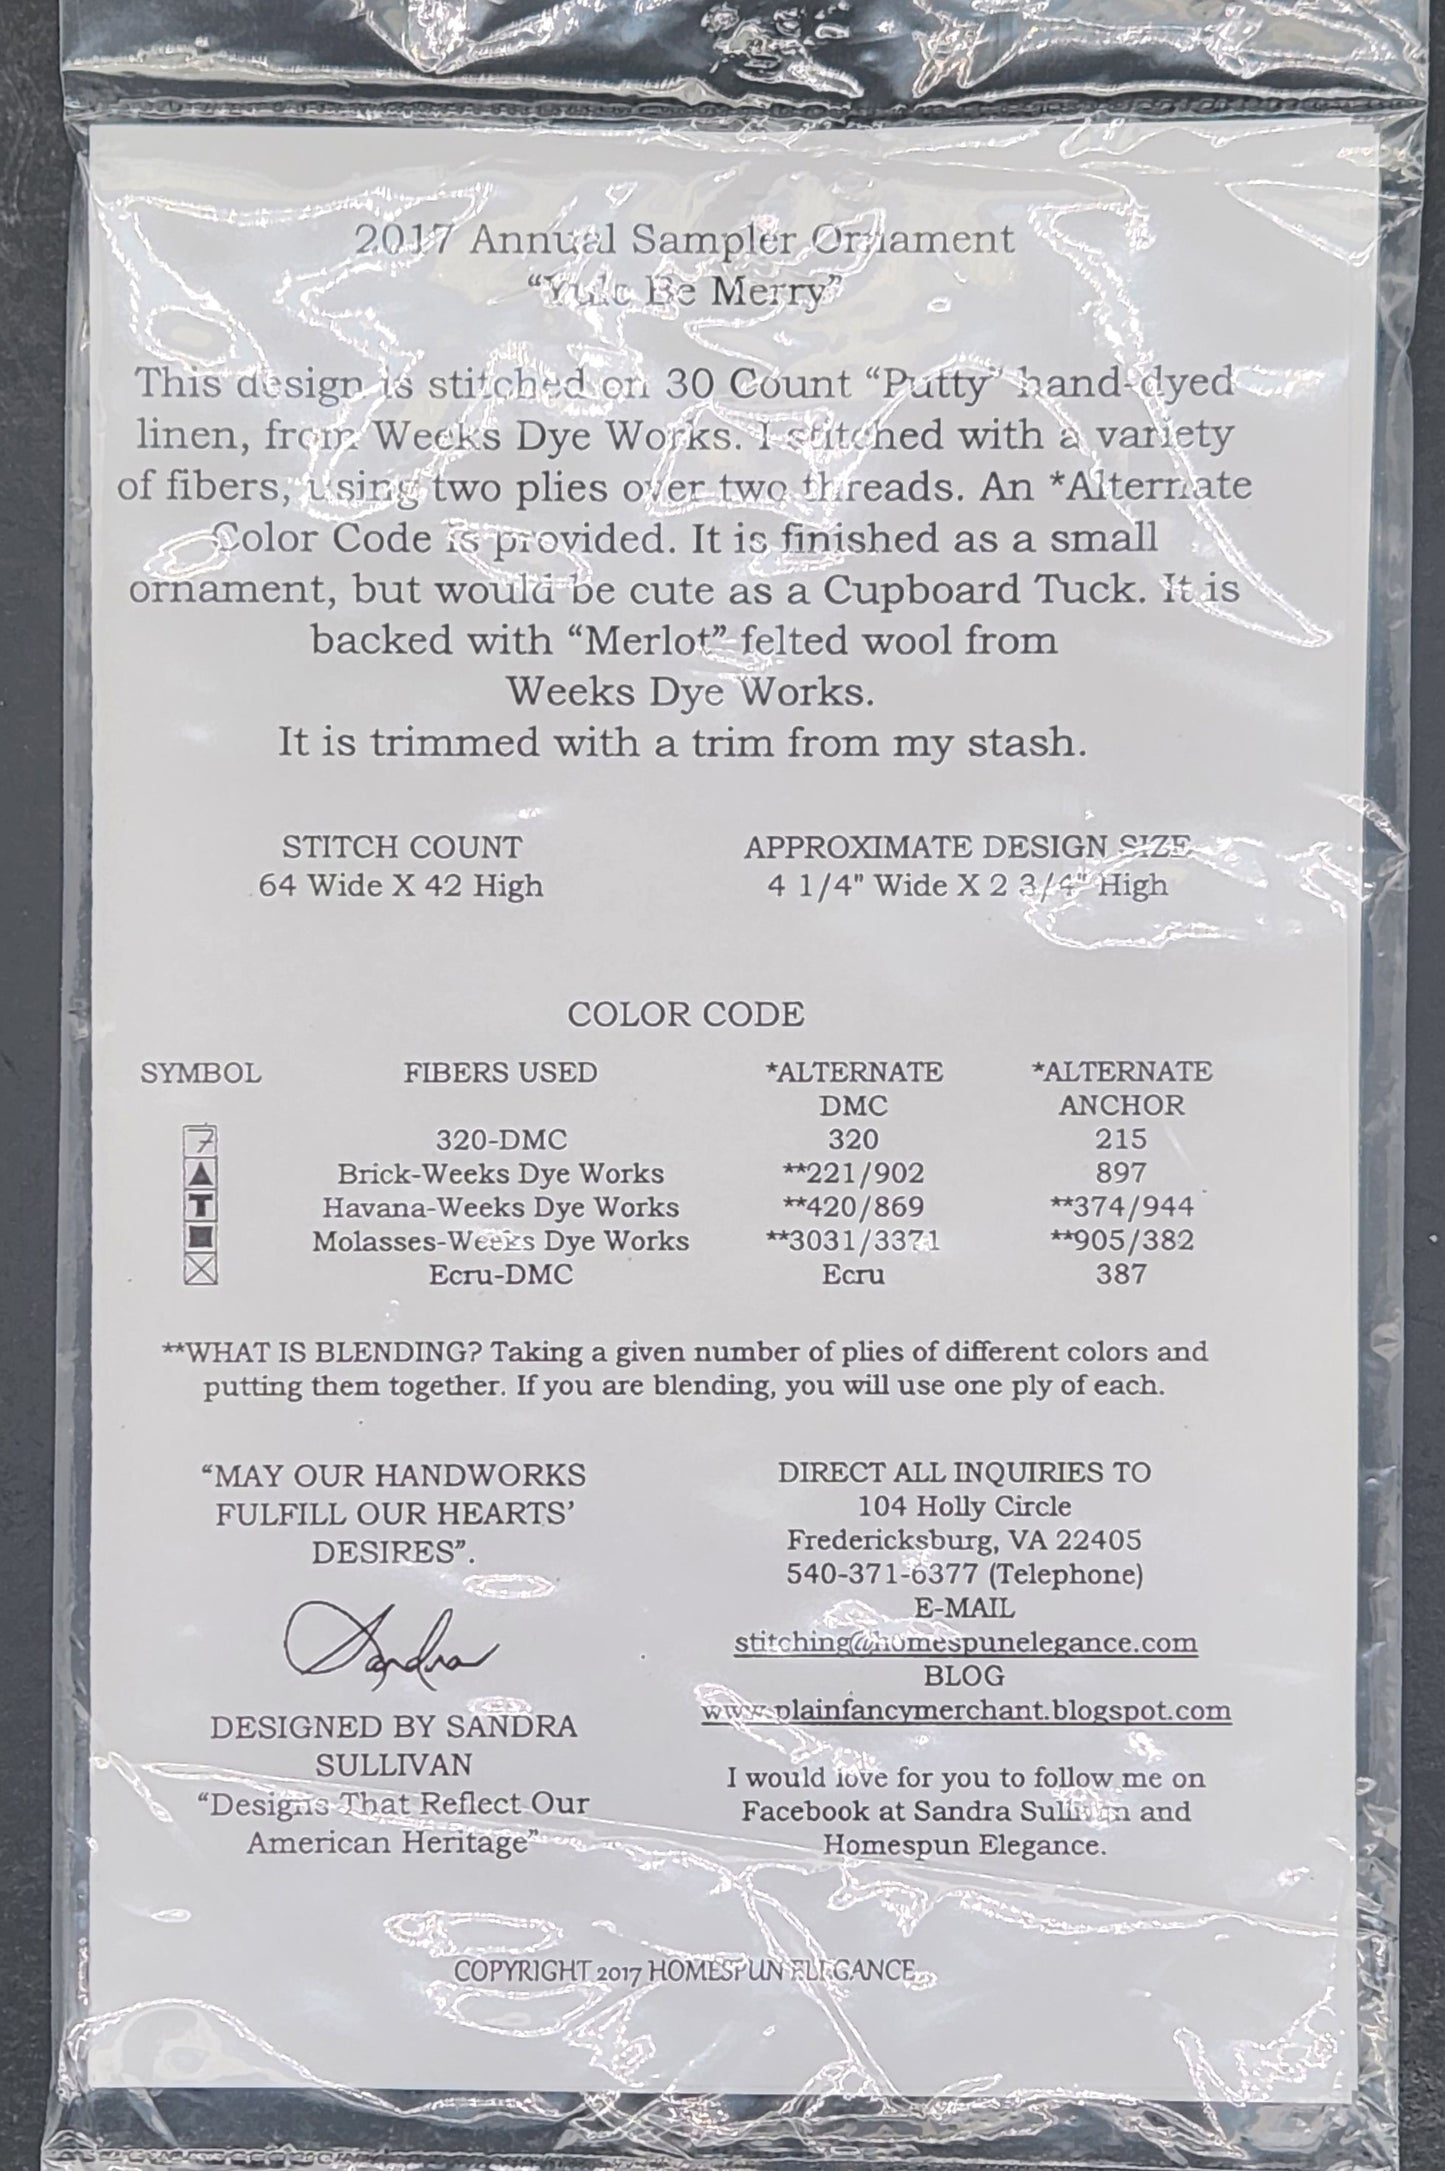 2017 Annual Sampler Ornament
“Yule Be Merry”
This design is stitched on 30 Count “Putty” hand-dyed
linen, from Weeks Dye Works. I stitched with a variety
of fibers, using two plies over two threads. An *Alternate
Color Code is provided. It is finished as a small
ornament, but would be cute as a Cupboard Tuck. It is
backed with “Merlot” felted wool from
Weeks Dye Works.
It is trimmed with a trim from my stash.
STITCH COUNT APPROXIMATE DESIGN SIZE
64 Wide X 42 High 4 1/4" Wide X 2 3/4" High
COLOR CODE
SYMBOL FIBERS USED *ALTERNATE *ALTERNATE
DMC ANCHOR
7 320-DMC 320 215
▲ Brick-Weeks Dye Works **221/902 897
T Havana-Weeks Dye Works **420/869 **374/944
■ Molasses-Weeks Dye Works **3031/3371 **905/382
☒ Ecru-DMC Ecru 387
**WHAT IS BLENDING? Taking a given number of plies of different colors and
putting them together. If you are blending, you will use one ply of each.
“MAY OUR HANDWORKS
FULFILL OUR HEARTS’
DESIRES”.
Sandra
DESIGNED BY SANDRA
SULLIVAN
“Designs That Reflect Our
American Heritage”
DIRECT ALL INQUIRIES TO
104 Holly Circle
Fredericksburg, VA 22405
540-371-6377 (Telephone)
E-MAIL
stitching@homespunelegance.com
BLOG
www.plainfancymerchant.blogspot.com
I would love for you to follow me on
Facebook at Sandra Sullivan and
Homespun Elegance.
COPYRIGHT 2017 HOMESPUN ELEGANCE